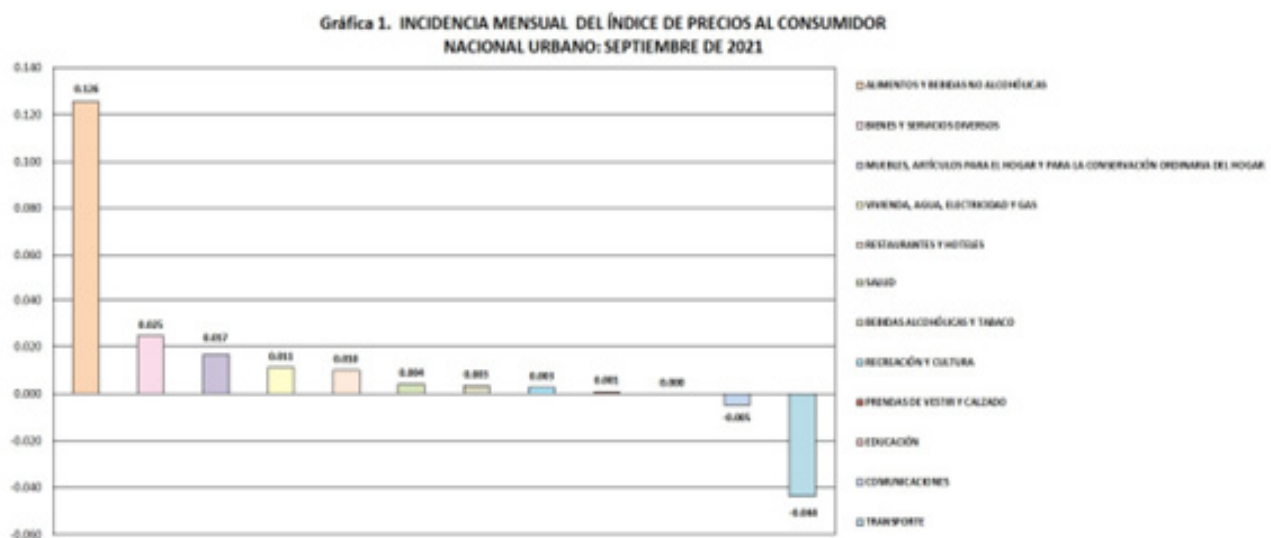 Gráfica 1. INCIDENCIA MENSUAL DEL ÍNDICE DE PRECIOS AL CONSUMIDOR
NACIONAL URBANO: SEPTIEMBRE DE 2021
0.140
0.120
0.100
0.080
0.060
0.040
0.020
0.000
-0.020
-0.040
-0.060
0.126
0.025
0.017
0.011
0.010
0.004
0.003
0.003
0.001
0.000
-0.005
ALIMENTOS Y BEBIDAS NO ALCOHÓLICAS
BIENES Y SERVICIOS DIVERSOS
MUEBLES, ARTÍCULOS PARA EL HOGAR Y PARA LA CONSERVACIÓN ORDINARIA DEL HOGAR
VIVIENDA, AGUA, ELECTRICIDAD Y GAS
RESTAURANTES Y HOTELES
SALUD
BEBIDAS ALCOHÓLICAS Y TABACO
RECREACIÓN Y CULTURA
PRENDAS DE VESTIR Y CALZADO
EDUCACIÓN
COMUNICACIONES
TRANSPORTE